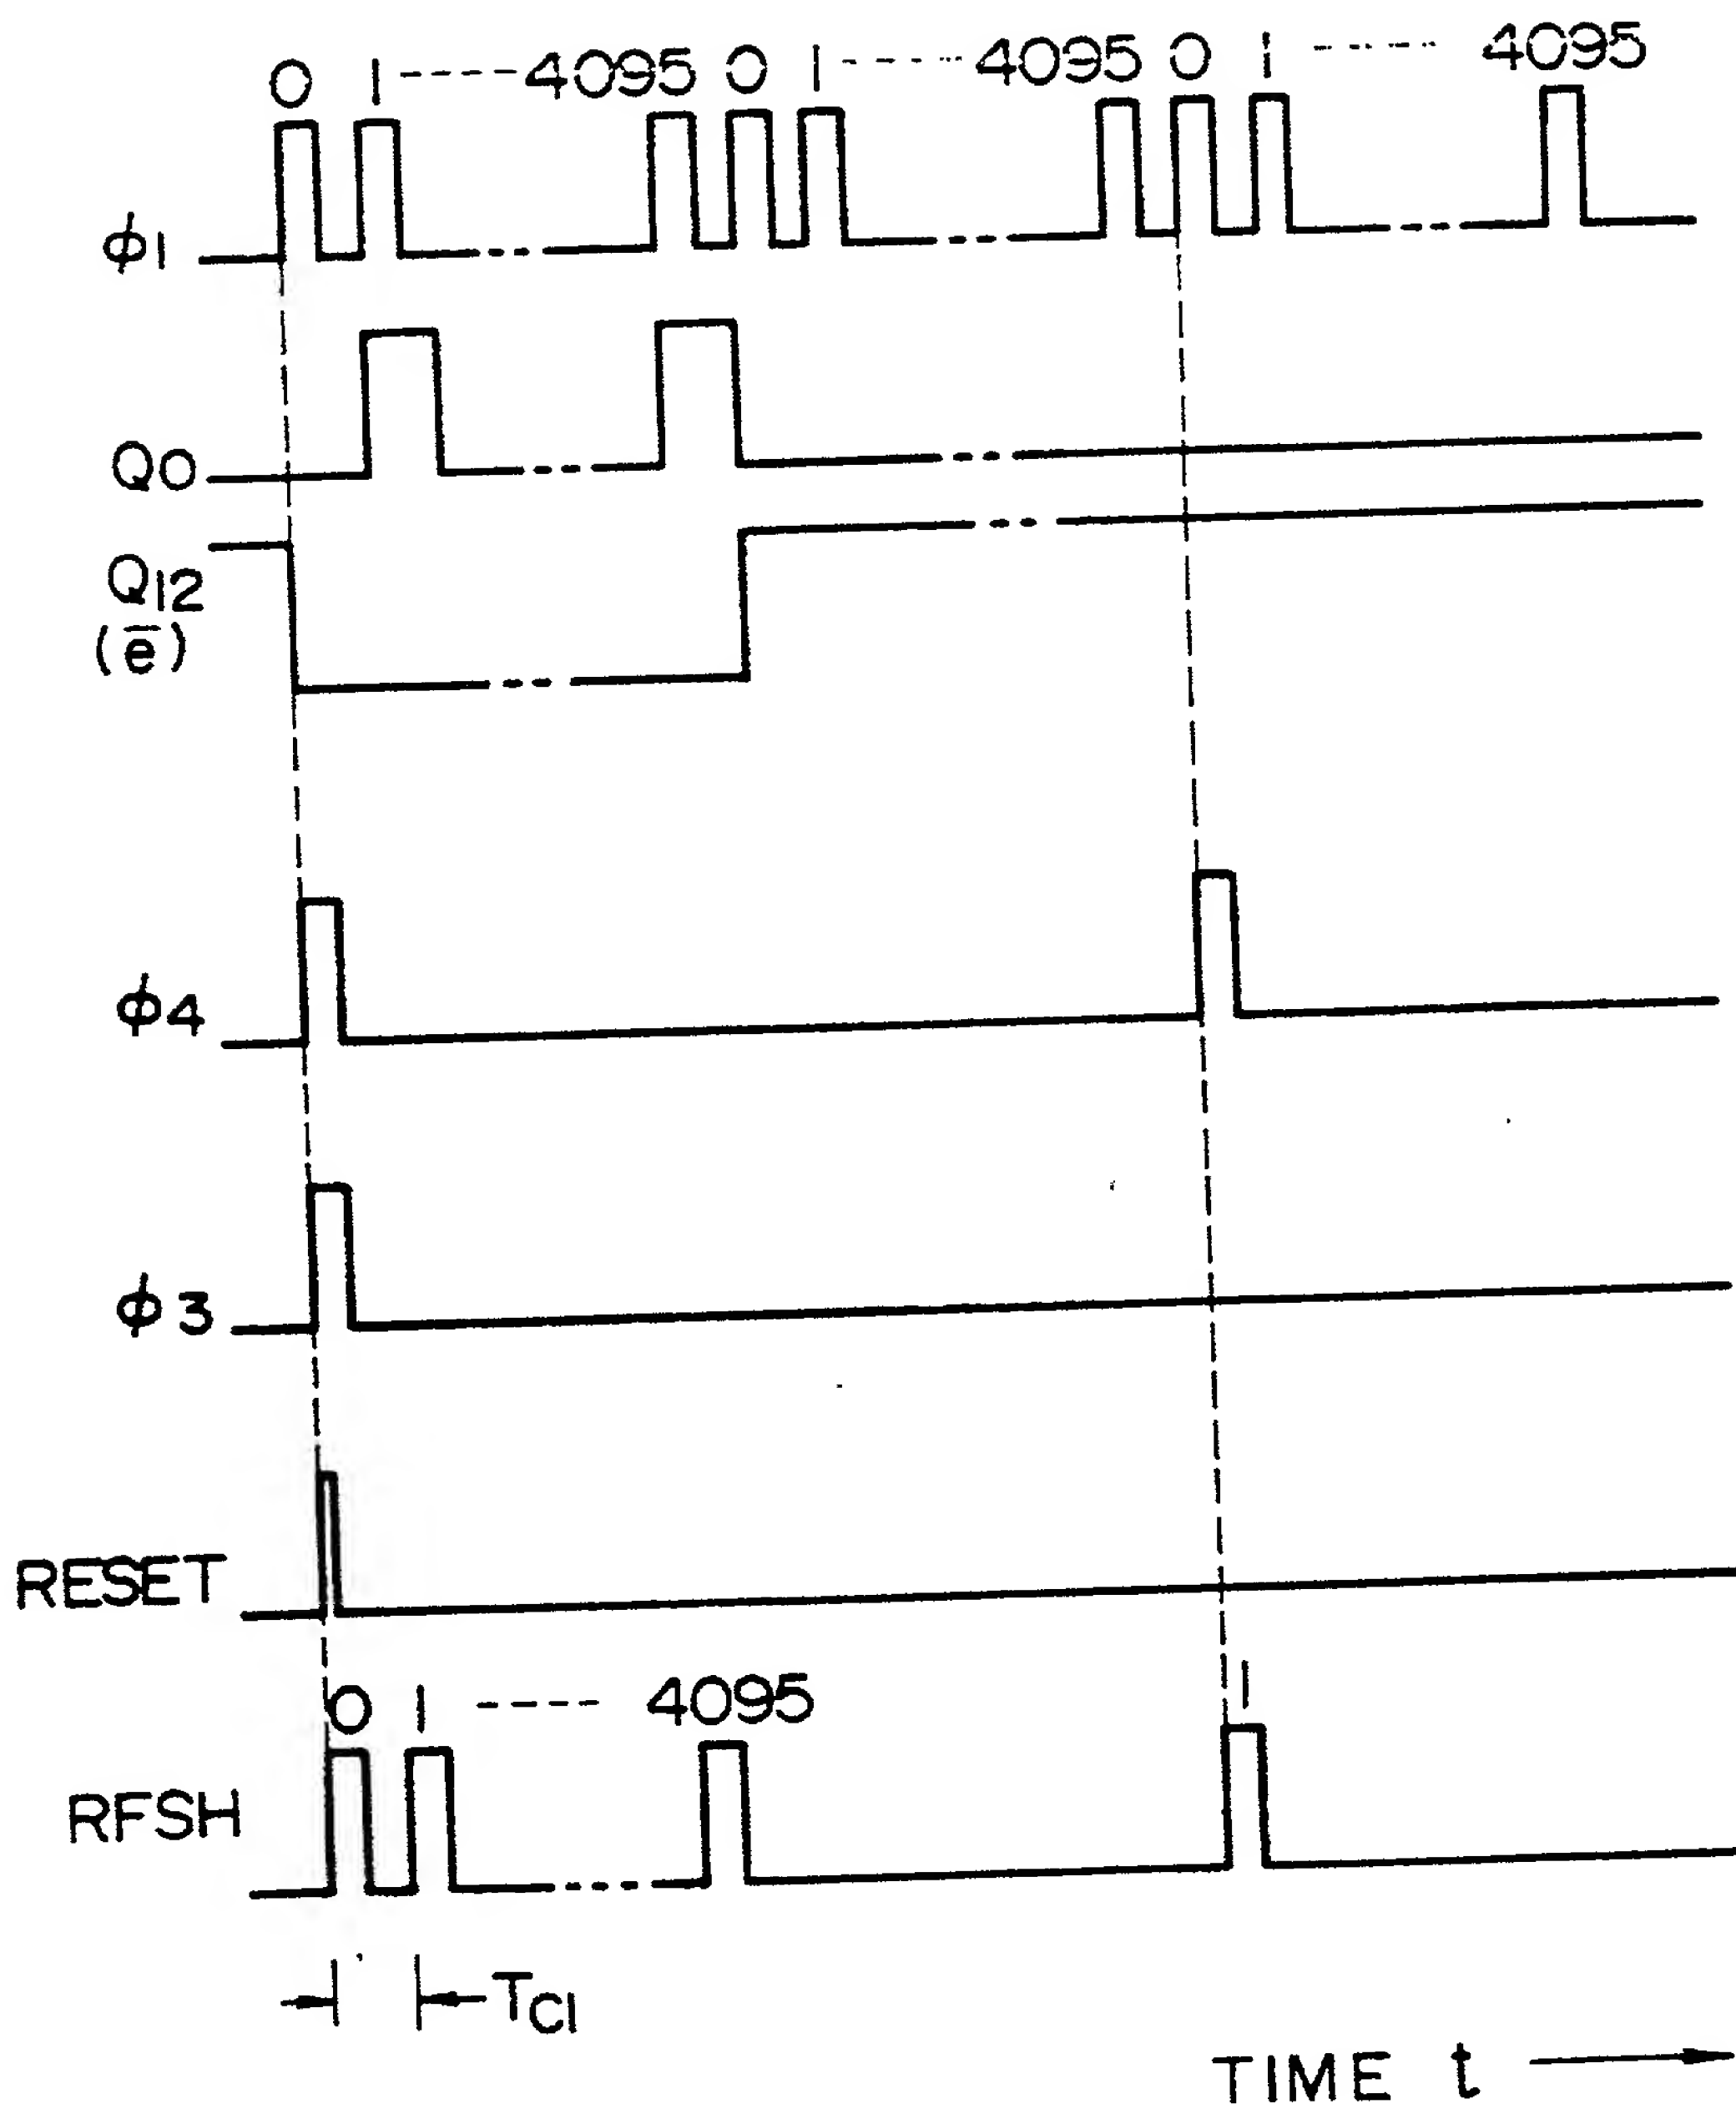 0 1 ---- 4095 0 1 ---- 4095 0 1 ---- 4095
φ1
Q0
Q12
(e̅)
φ4
φ3
RESET
0 1 ---- 4095 1
RFSH
TC1
TIME t